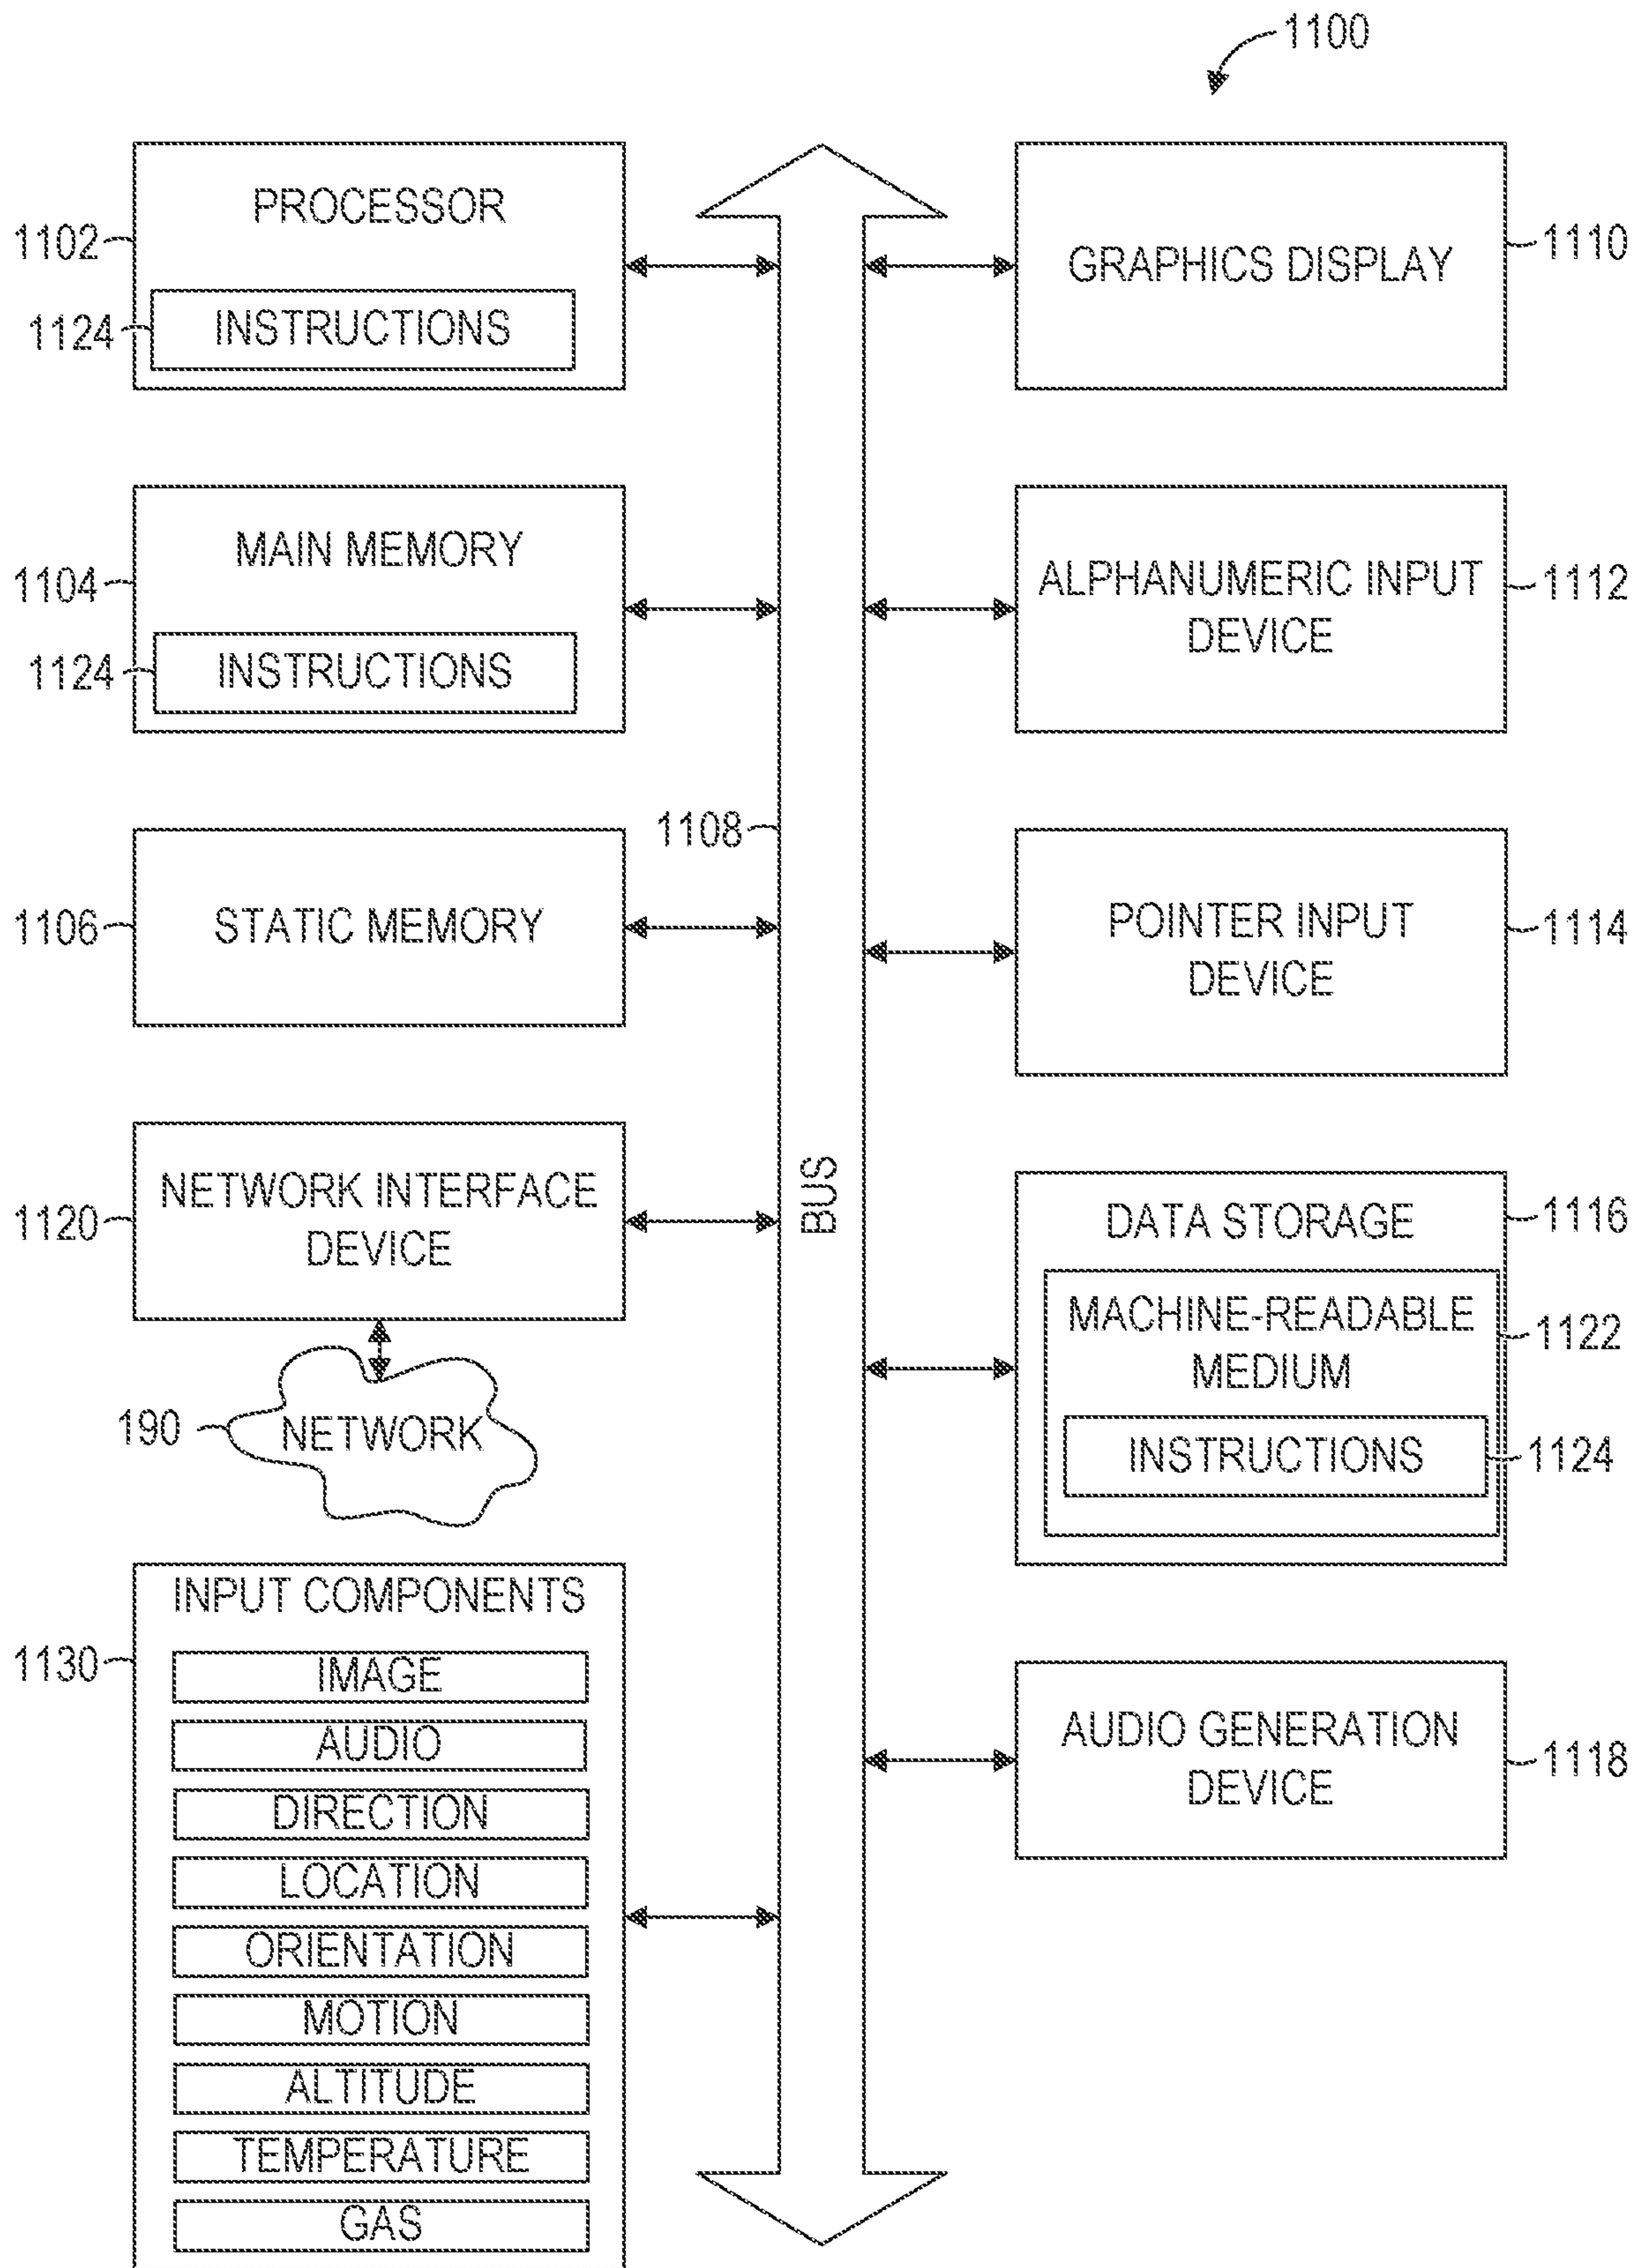 1100
PROCESSOR
1102
INSTRUCTIONS
1124
MAIN MEMORY
1104
INSTRUCTIONS
1124
STATIC MEMORY
1106
NETWORK INTERFACE
DEVICE
1120
NETWORK
190
INPUT COMPONENTS
1130
IMAGE
AUDIO
DIRECTION
LOCATION
ORIENTATION
MOTION
ALTITUDE
TEMPERATURE
GAS
1108
BUS
GRAPHICS DISPLAY
1110
ALPHANUMERIC INPUT
DEVICE
1112
POINTER INPUT
DEVICE
1114
DATA STORAGE
1116
MACHINE-READABLE
MEDIUM
1122
INSTRUCTIONS
1124
AUDIO GENERATION
DEVICE
1118